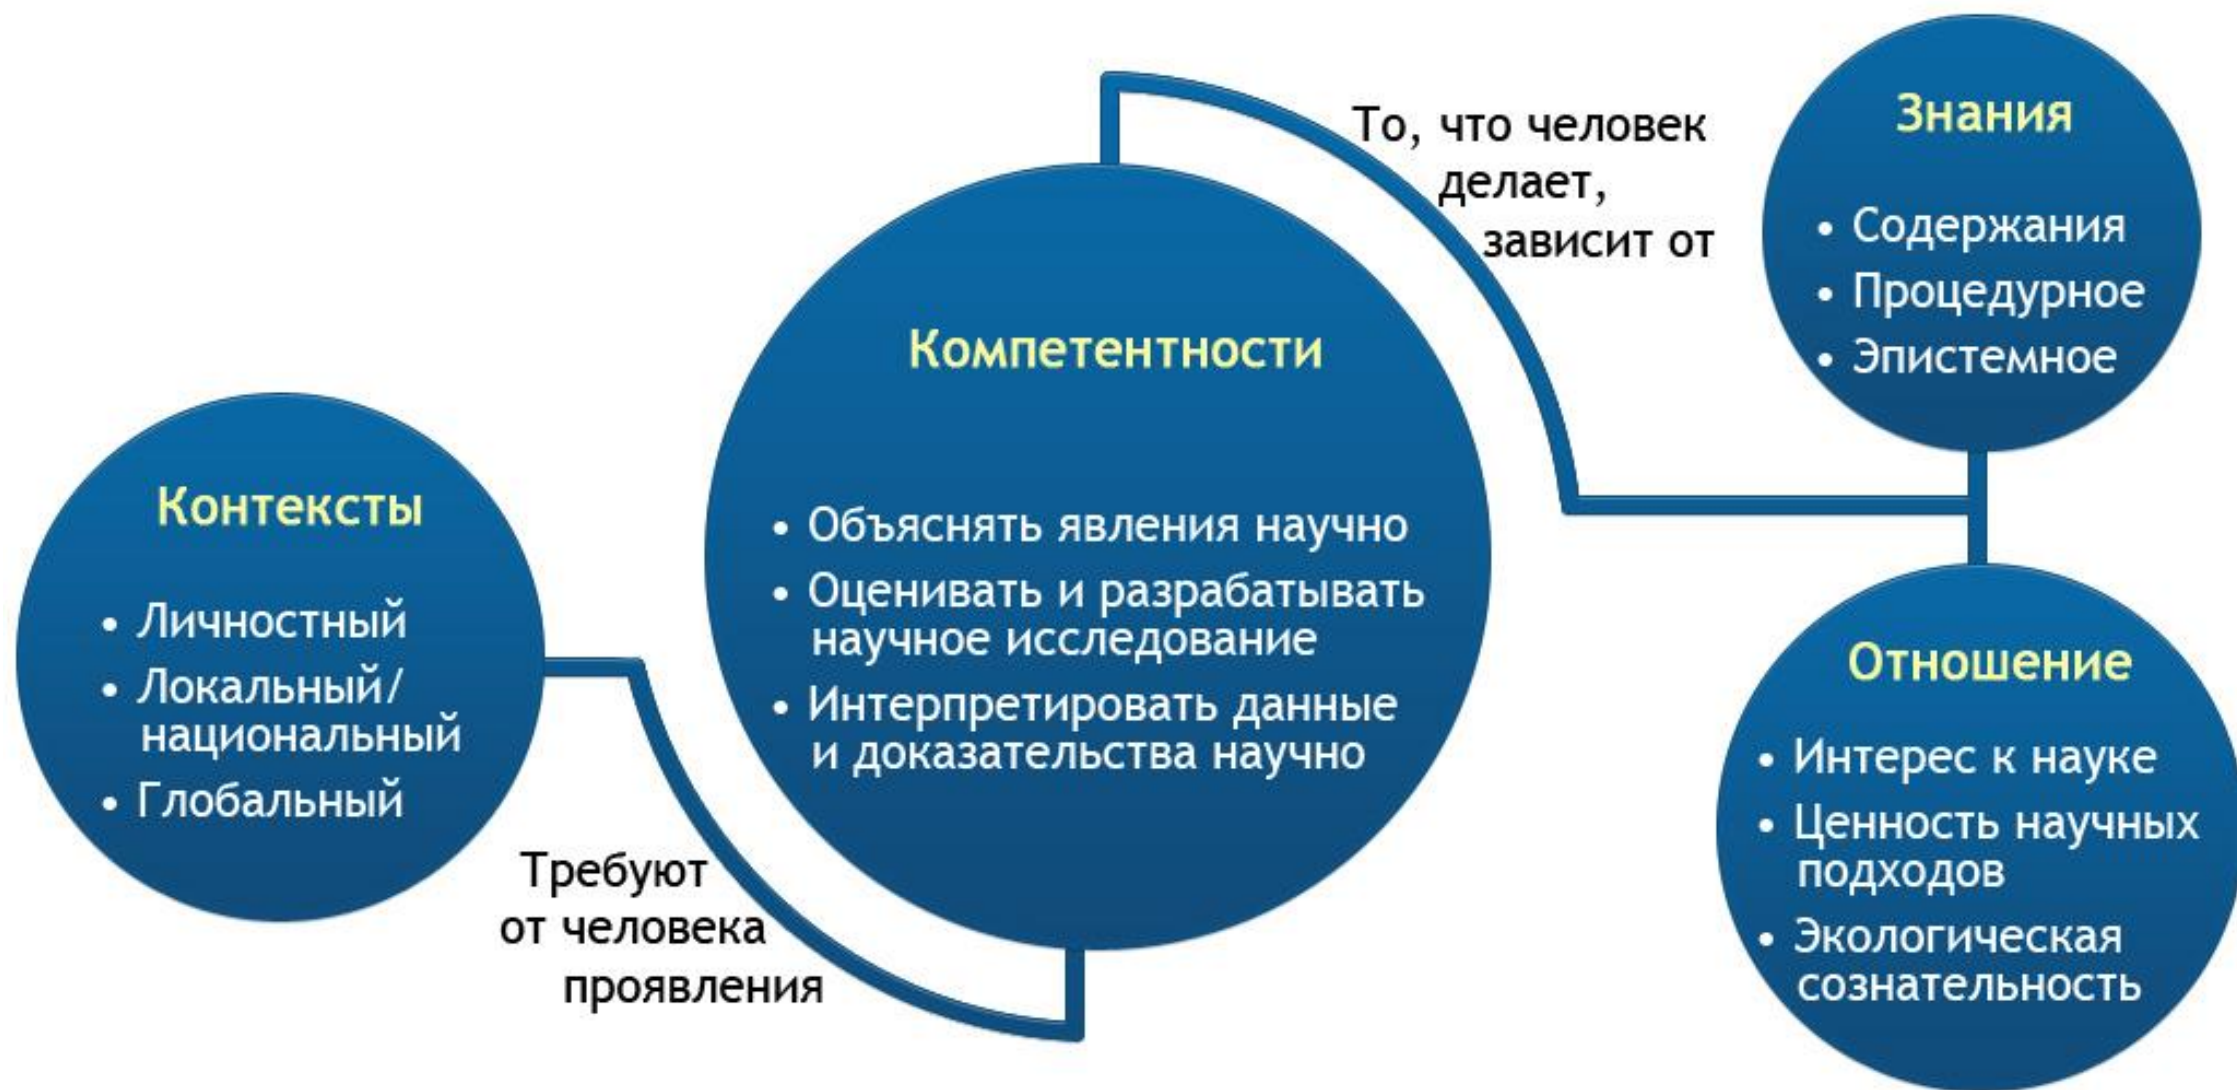 Контексты
• Личностный
• Локальный/
национальный
• Глобальный
Требуют
от человека
проявления
Компетентности
• Объяснять явления научно
• Оценивать и разрабатывать
научное исследование
• Интерпретировать данные
и доказательства научно
То, что человек
делает,
зависит от
Знания
• Содержания
• Процедурное
• Эпистемное
Отношение
• Интерес к науке
• Ценность научных
подходов
• Экологическая
сознательность